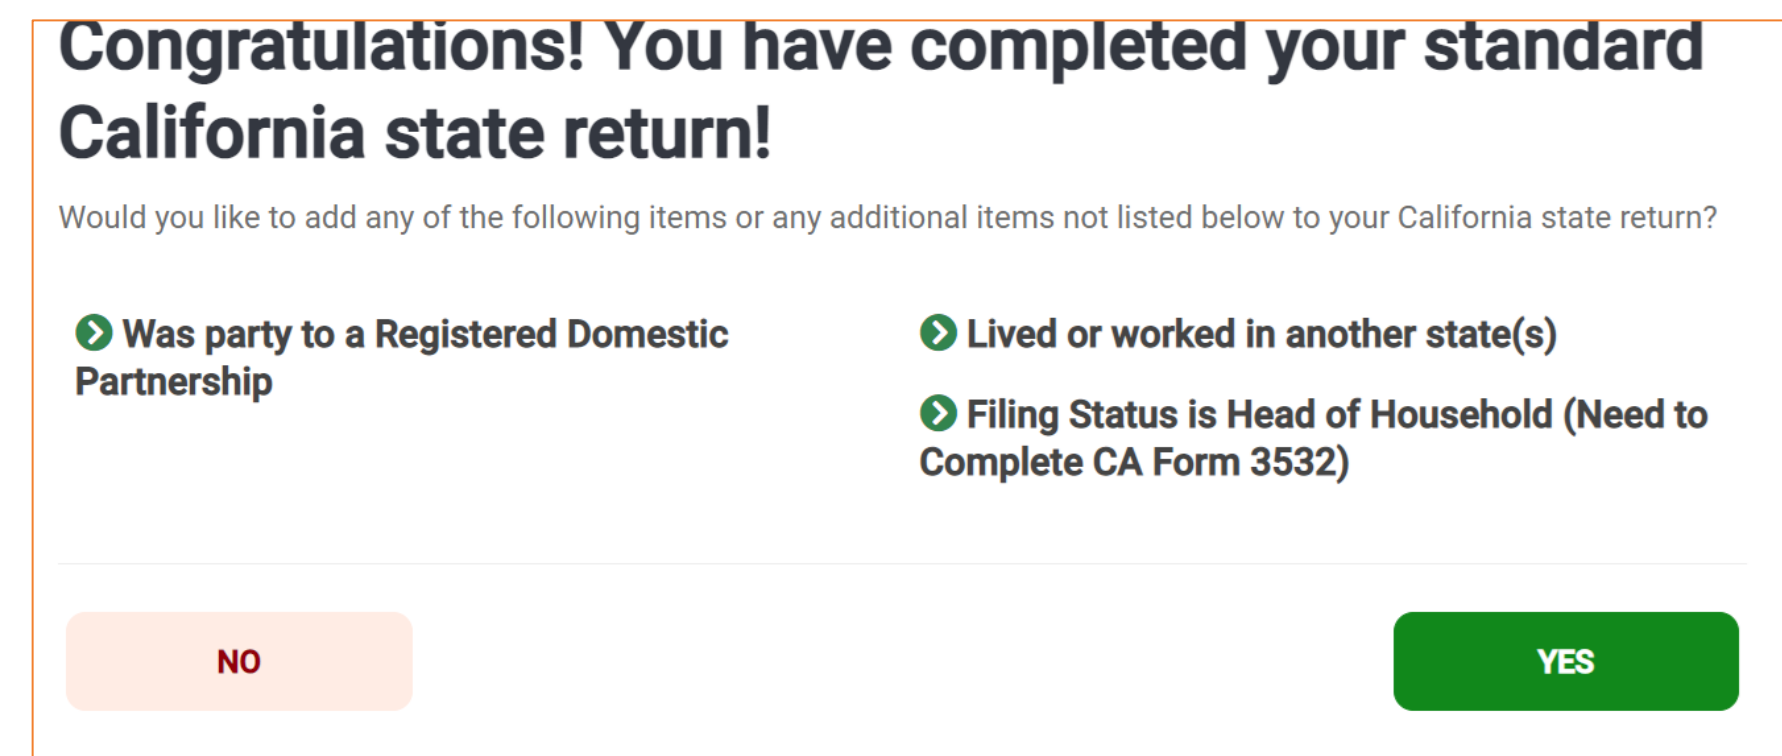 Congratulations! You have completed your standard
California state return!
Would you like to add any of the following items or any additional items not listed below to your California state return?
Was party to a Registered Domestic
Partnership
Lived or worked in another state(s)
Filing Status is Head of Household (Need to
Complete CA Form 3532)
NO
YES